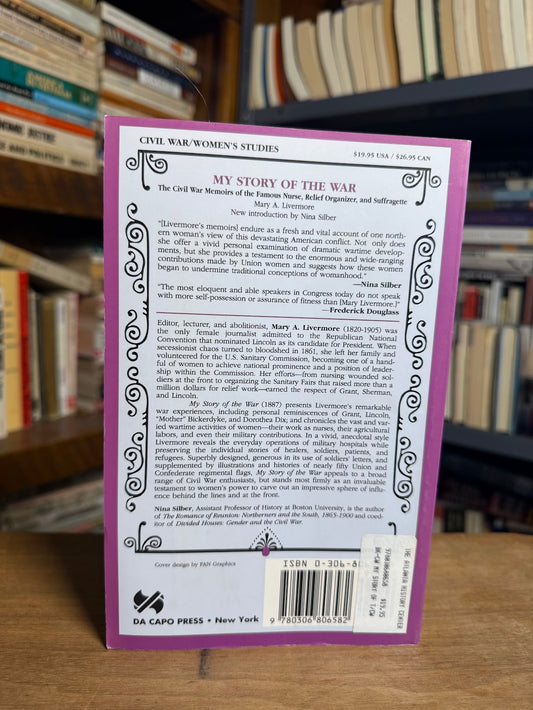 CIVIL WAR/WOMEN'S STUDIES
$19.95 USA / $26.95 CAN
MY STORY OF THE WAR
The Civil War Memoirs of the Famous Nurse, Relief Organizer, and Suffragette
Mary A. Livermore
New introduction by Nina Silber
"[Livermore's memoirs] endure as a fresh and vital account of one north-
ern woman's view of this devastating American conflict. Not only does
she offer a vivid personal examination of dramatic wartime develop-
ments, but she provides a testament to the enormous and wide-ranging
contributions made by Union women and suggests how these women
began to undermine traditional conceptions of womanhood."
—Nina Silber
"The most eloquent and able speakers in Congress today do not speak
with more self-possession or assurance of fitness than [Mary Livermore.]"
—Frederick Douglass
Editor, lecturer, and abolitionist, Mary A. Livermore (1820-1905) was
the only female journalist admitted to the Republican National
Convention that nominated Lincoln as its candidate for President. When
secessionist chaos turned to bloodshed in 1861, she left her family and
volunteered for the U.S. Sanitary Commission, becoming one of a hand-
ful of women to achieve national prominence and a position of leader-
ship within the Commission. Her efforts—from nursing wounded sol-
diers at the front to organizing the Sanitary Fairs that raised more than a
million dollars for relief work—earned the respect of Grant, Sherman,
and Lincoln.
My Story of the War (1887) presents Livermore's remarkable
war experiences, including personal reminiscences of Grant, Lincoln,
"Mother" Bickerdyke, and Dorothea Dix; and chronicles the vast and var-
ied wartime activities of women—their work as nurses, their agricultural
labors, and even their military contributions. In a vivid, anecdotal style
Livermore reveals the everyday operations of military hospitals while
preserving the individual stories of healers, soldiers, patients, and
refugees. Superbly designed, generous in its use of soldiers' letters, and
supplemented by illustrations and histories of nearly fifty Union and
Confederate regimental flags, My Story of the War appeals to a broad
range of Civil War enthusiasts, but stands most firmly as an invaluable
testament to women's power to carve out an impressive sphere of influ-
ence behind the lines and at the front.
Nina Silber, Assistant Professor of History at Boston University, is the author
of The Romance of Reunion: Northerners and the South, 1865-1900 and coed-
itor of Divided Houses: Gender and the Civil War.
Cover design by FAN Graphics
ISBN 0-306-80
9 780306 806582
DA CAPO PRESS • New York
THE ATLANTA HISTORY CENTER
$19.95
9780306806582
BK-CW MY STORY OF T/CW